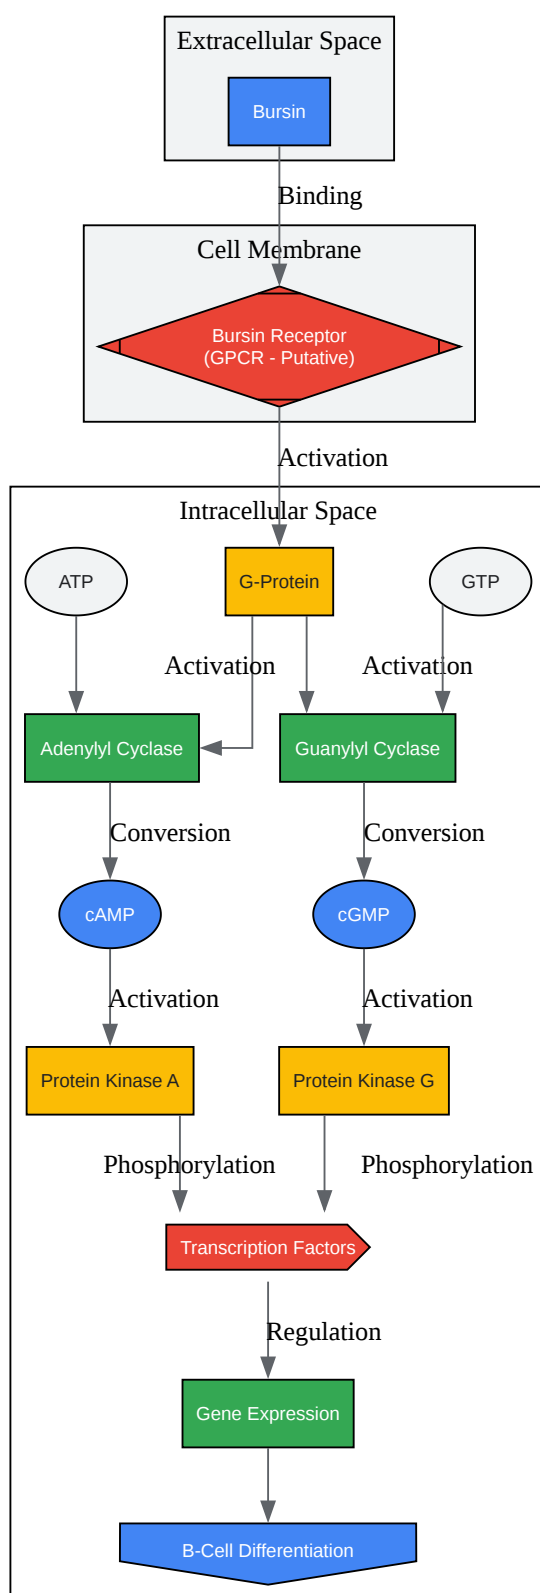 Extracellular Space
Bursin
Binding
Cell Membrane
Bursin Receptor
(GPCR - Putative)
Activation
Intracellular Space
ATP
G-Protein
GTP
Activation
Activation
Adenylyl Cyclase
Guanylyl Cyclase
Conversion
Conversion
cAMP
cGMP
Activation
Activation
Protein Kinase A
Protein Kinase G
Phosphorylation
Phosphorylation
Transcription Factors
Regulation
Gene Expression
B-Cell Differentiation